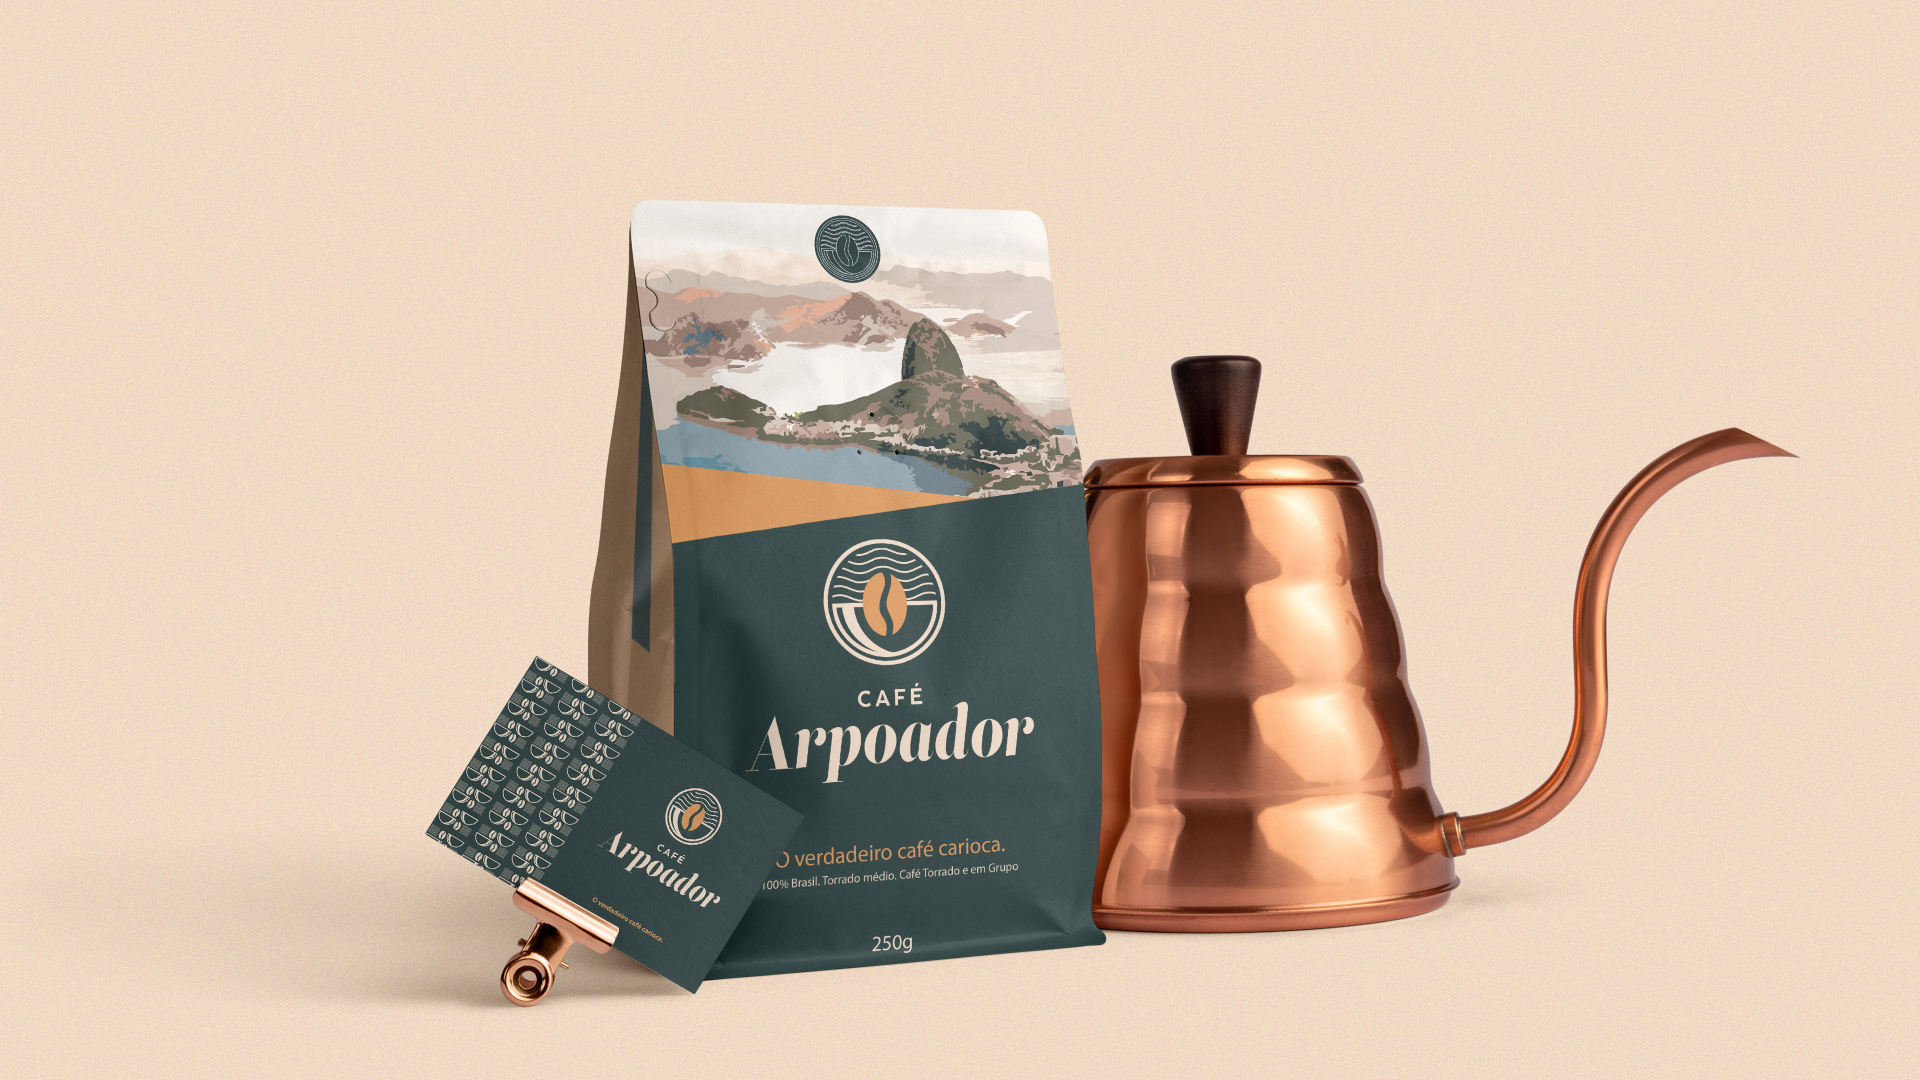 CAFÉ
Arpoador
O verdadeiro café carioca.
100% Brasil. Torrado médio. Café Torrado e em Grupo
250g
CAFÉ
Arpoador
O verdadeiro café carioca.